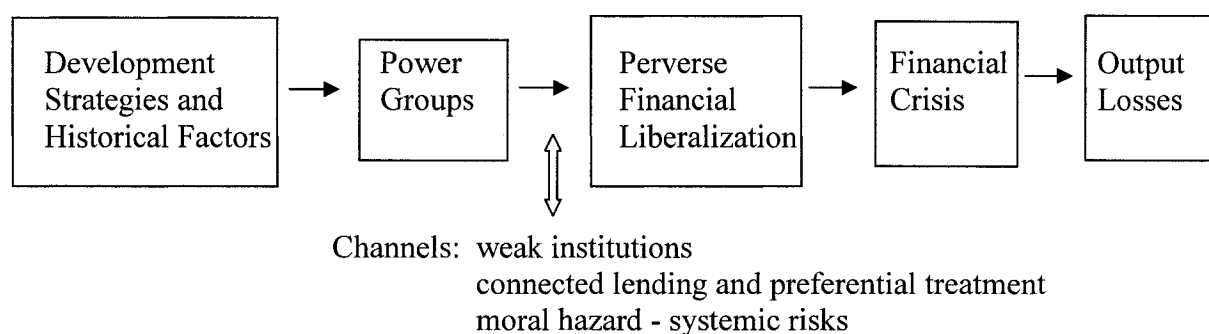 Development
Strategies and
Historical Factors
Power
Groups
Perverse
Financial
Liberalization
Financial
Crisis
Output
Losses
Channels: weak institutions
connected lending and preferential treatment
moral hazard - systemic risks